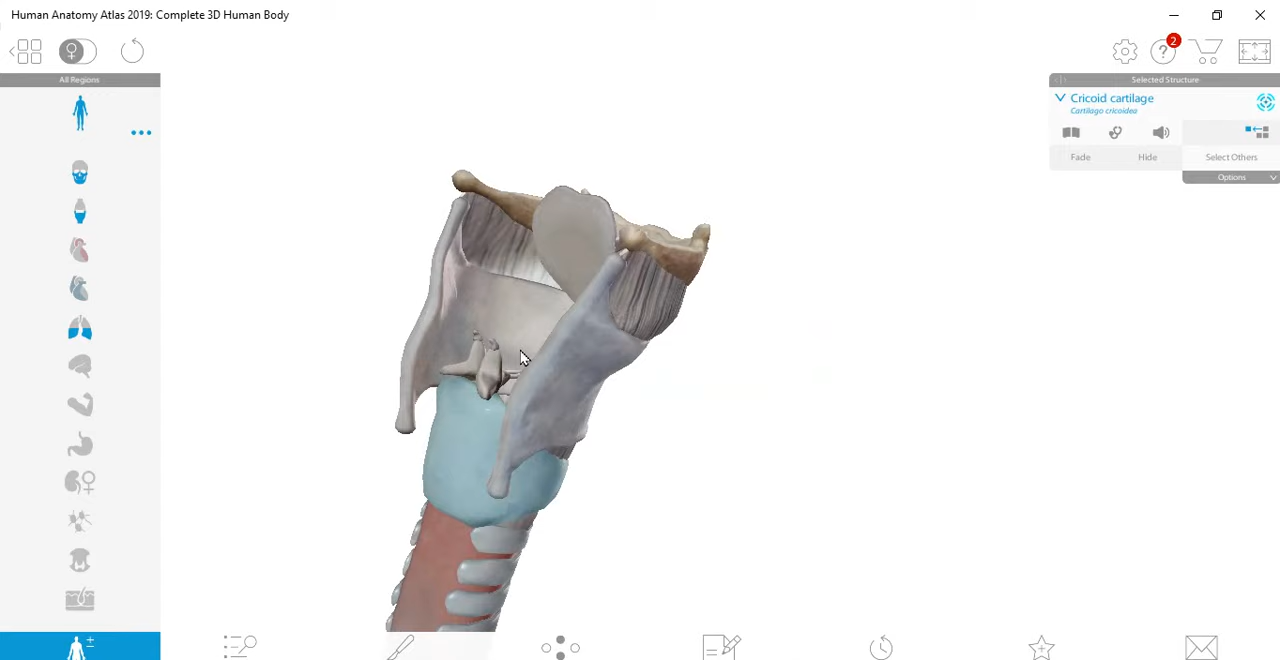 Human Anatomy Atlas 2019: Complete 3D Human Body
2
All Regions
Selected Structure
Cricoid cartilage
Cartilago cricoidea
Fade Hide Select Others
Options